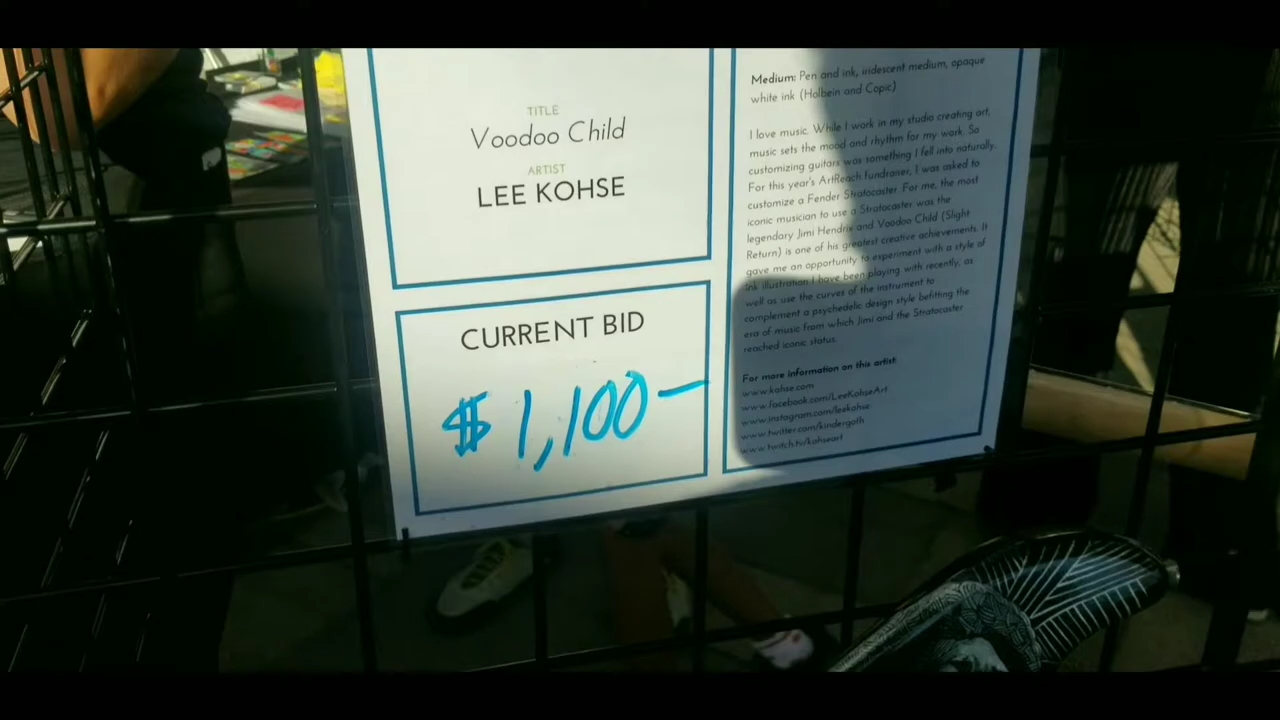 TITLE
Voodoo Child
ARTIST
LEE KOHSE
CURRENT BID
$1,100-
Medium: Pen and ink, iridescent medium, opaque
white ink (Holbein and Copic)
I love music. While I work in my studio creating art,
music sets the mood and rhythm for my work. So
customizing guitars was something I fell into naturally.
For this year's ArtReach fundraiser, I was asked to
customize a Fender Stratocaster. For me, the most
iconic musician to use a Stratocaster was the
legendary Jimi Hendrix and Voodoo Child (Slight
Return) is one of his greatest creative achievements. It
gave me an opportunity to experiment with a style of
ink illustration I have been playing with recently, as
well as use the curves of the instrument to
complement a psychedelic design style befitting the
era of music from which Jimi and the Stratocaster
reached iconic status.
For more information on this artist:
www.kohse.com
www.facebook.com/LeeKohseArt
www.instagram.com/leekohse
www.twitter.com/kindergoth
www.twitch.tv/kohseart